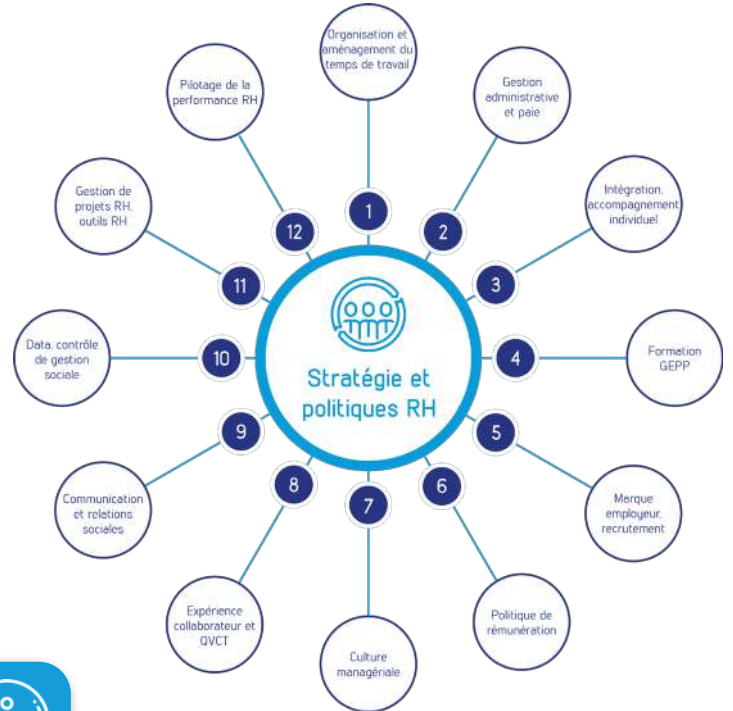 Organisation et
aménagement du
temps de travail
Gestion
administrative
et paie
Intégration,
accompagnement
individuel
Formation
GEPP
Marque
employeur,
recrutement
Politique de
rémunération
Culture
managériale
Expérience
collaborateur et
QVCT
Communication
et relations
sociales
Data, contrôle
de gestion
sociale
Gestion de
projets RH,
outils RH
Pilotage de la
performance RH
1
2
3
4
5
6
7
8
9
10
11
12
Stratégie et
politiques RH